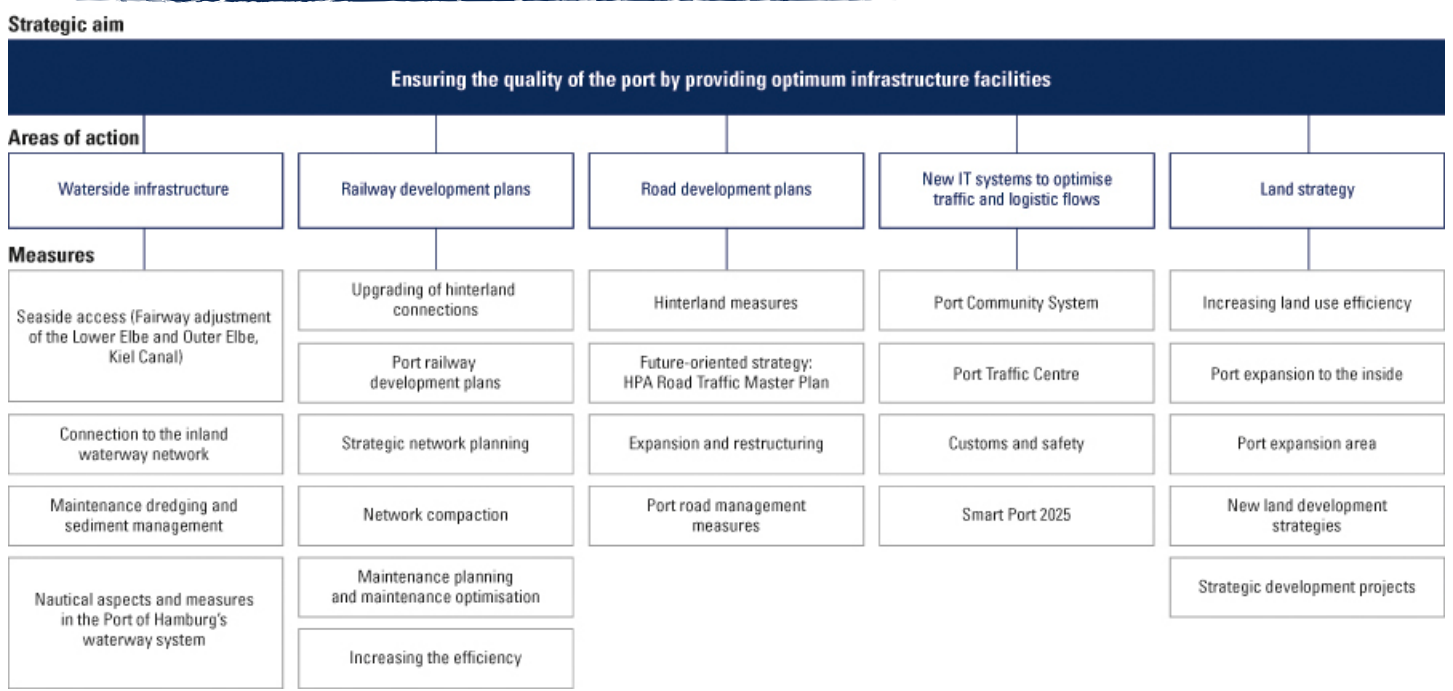 Strategic aim
Ensuring the quality of the port by providing optimum infrastructure facilities
Areas of action
Waterside infrastructure
Railway development plans
Road development plans
New IT systems to optimise
traffic and logistic flows
Land strategy
Measures
Seaside access (Fairway adjustment
of the Lower Elbe and Outer Elbe,
Kiel Canal)
Connection to the inland
waterway network
Maintenance dredging and
sediment management
Nautical aspects and measures
in the Port of Hamburg's
waterway system
Upgrading of hinterland
connections
Port railway
development plans
Strategic network planning
Network compaction
Maintenance planning
and maintenance optimisation
Increasing the efficiency
Hinterland measures
Future-oriented strategy:
HPA Road Traffic Master Plan
Expansion and restructuring
Port road management
measures
Port Community System
Port Traffic Centre
Customs and safety
Smart Port 2025
Increasing land use efficiency
Port expansion to the inside
Port expansion area
New land development
strategies
Strategic development projects